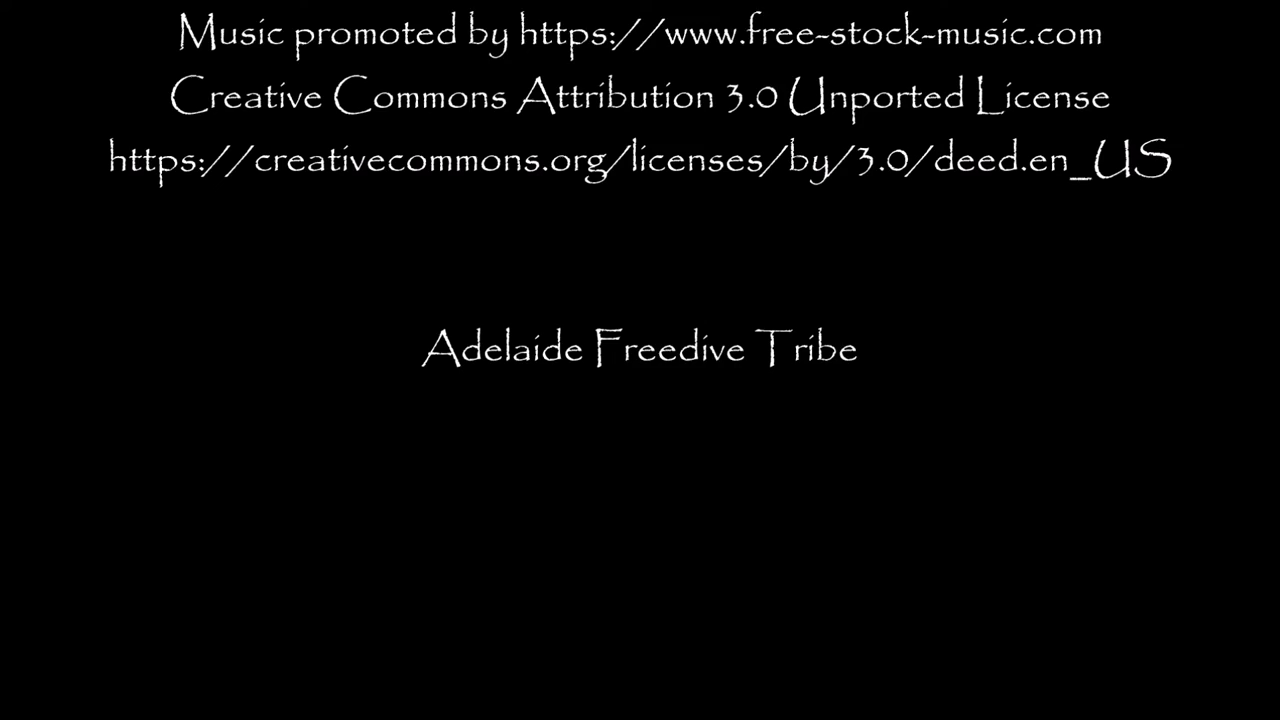 Music promoted by https://www.free-stock-music.com
Creative Commons Attribution 3.0 Unported License
https://creativecommons.org/licenses/by/3.0/deed.en_US
Adelaide Freedive Tribe